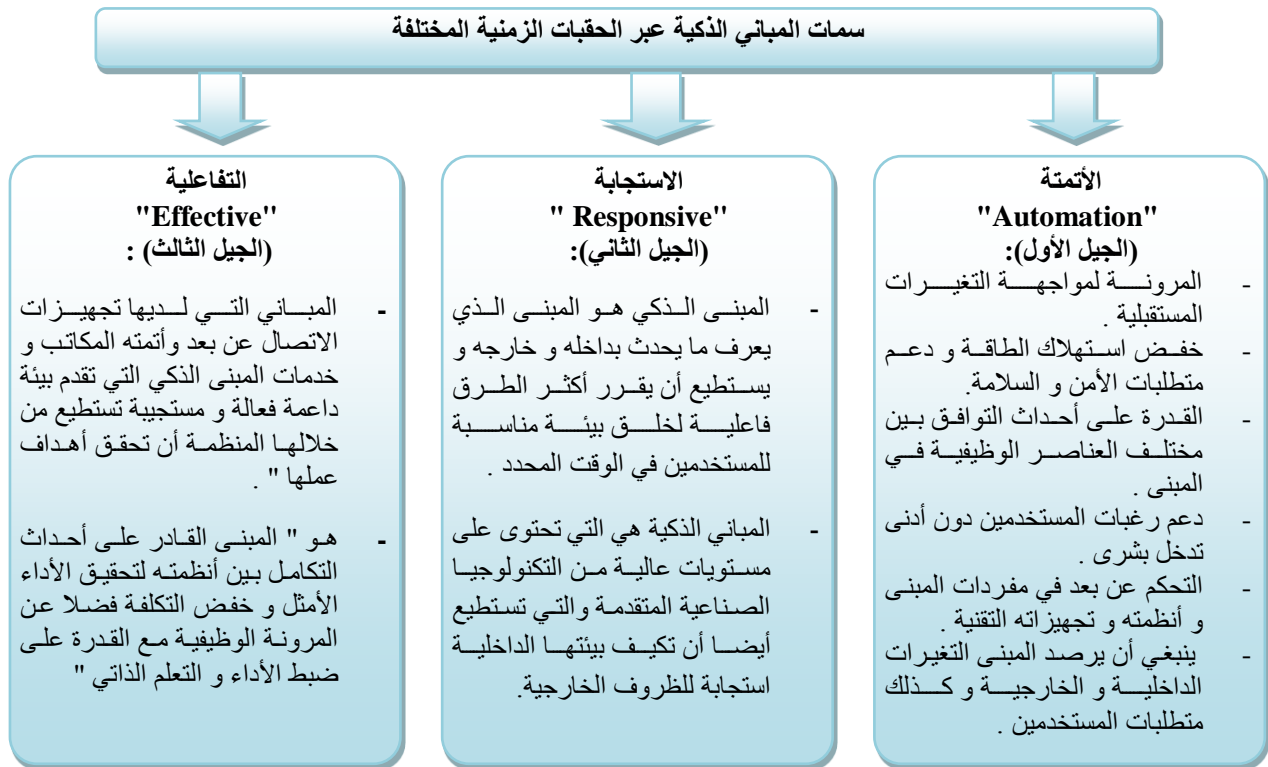 سمات المباني الذكية عبر الحقبات الزمنية المختلفة
الأتمتة
"Automation"
(الجيل الأول):
- المرونة لمواجهة التغيرات
المستقبلية .
- خفض استهلاك الطاقة و دعم
متطلبات الأمن و السلامة.
- القدرة على أحداث التوافق بين
مختلف العناصر الوظيفية في
المبنى .
- دعم رغبات المستخدمين دون أدنى
تدخل بشرى .
- التحكم عن بعد في مفردات المبنى
و أنظمته و تجهيزاته التقنية .
- ينبغي أن يرصد المبنى التغيرات
الداخلية و الخارجية و كذلك
متطلبات المستخدمين .
الاستجابة
" Responsive"
(الجيل الثاني):
- المبنى الذكي هو المبنى الذي
يعرف ما يحدث بداخله و خارجه و
يستطيع أن يقرر أكثر الطرق
فاعلية لخلق بيئة مناسبة
للمستخدمين في الوقت المحدد .
- المباني الذكية هي التي تحتوى على
مستويات عالية من التكنولوجيا
الصناعية المتقدمة والتي تستطيع
أيضا أن تكيف بيئتها الداخلية
استجابة للظروف الخارجية.
التفاعلية
"Effective"
(الجيل الثالث) :
- المباني التي لديها تجهيزات
الاتصال عن بعد وأتمته المكاتب و
خدمات المبنى الذكي التي تقدم بيئة
داعمة فعالة و مستجيبة تستطيع من
خلالها المنظمة أن تحقق أهداف
عملها " .
- هو " المبنى القادر على أحداث
التكامل بين أنظمته لتحقيق الأداء
الأمثل و خفض التكلفة فضلا عن
المرونة الوظيفية مع القدرة على
ضبط الأداء و التعلم الذاتي "